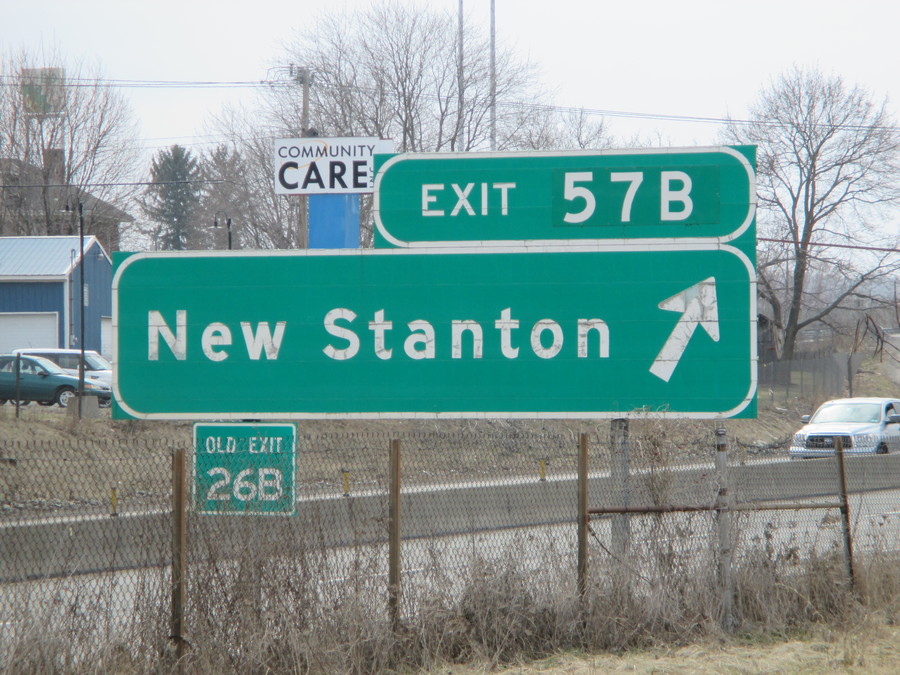 COMMUNITY
CARE
EXIT 57B
New Stanton
OLD EXIT
26B